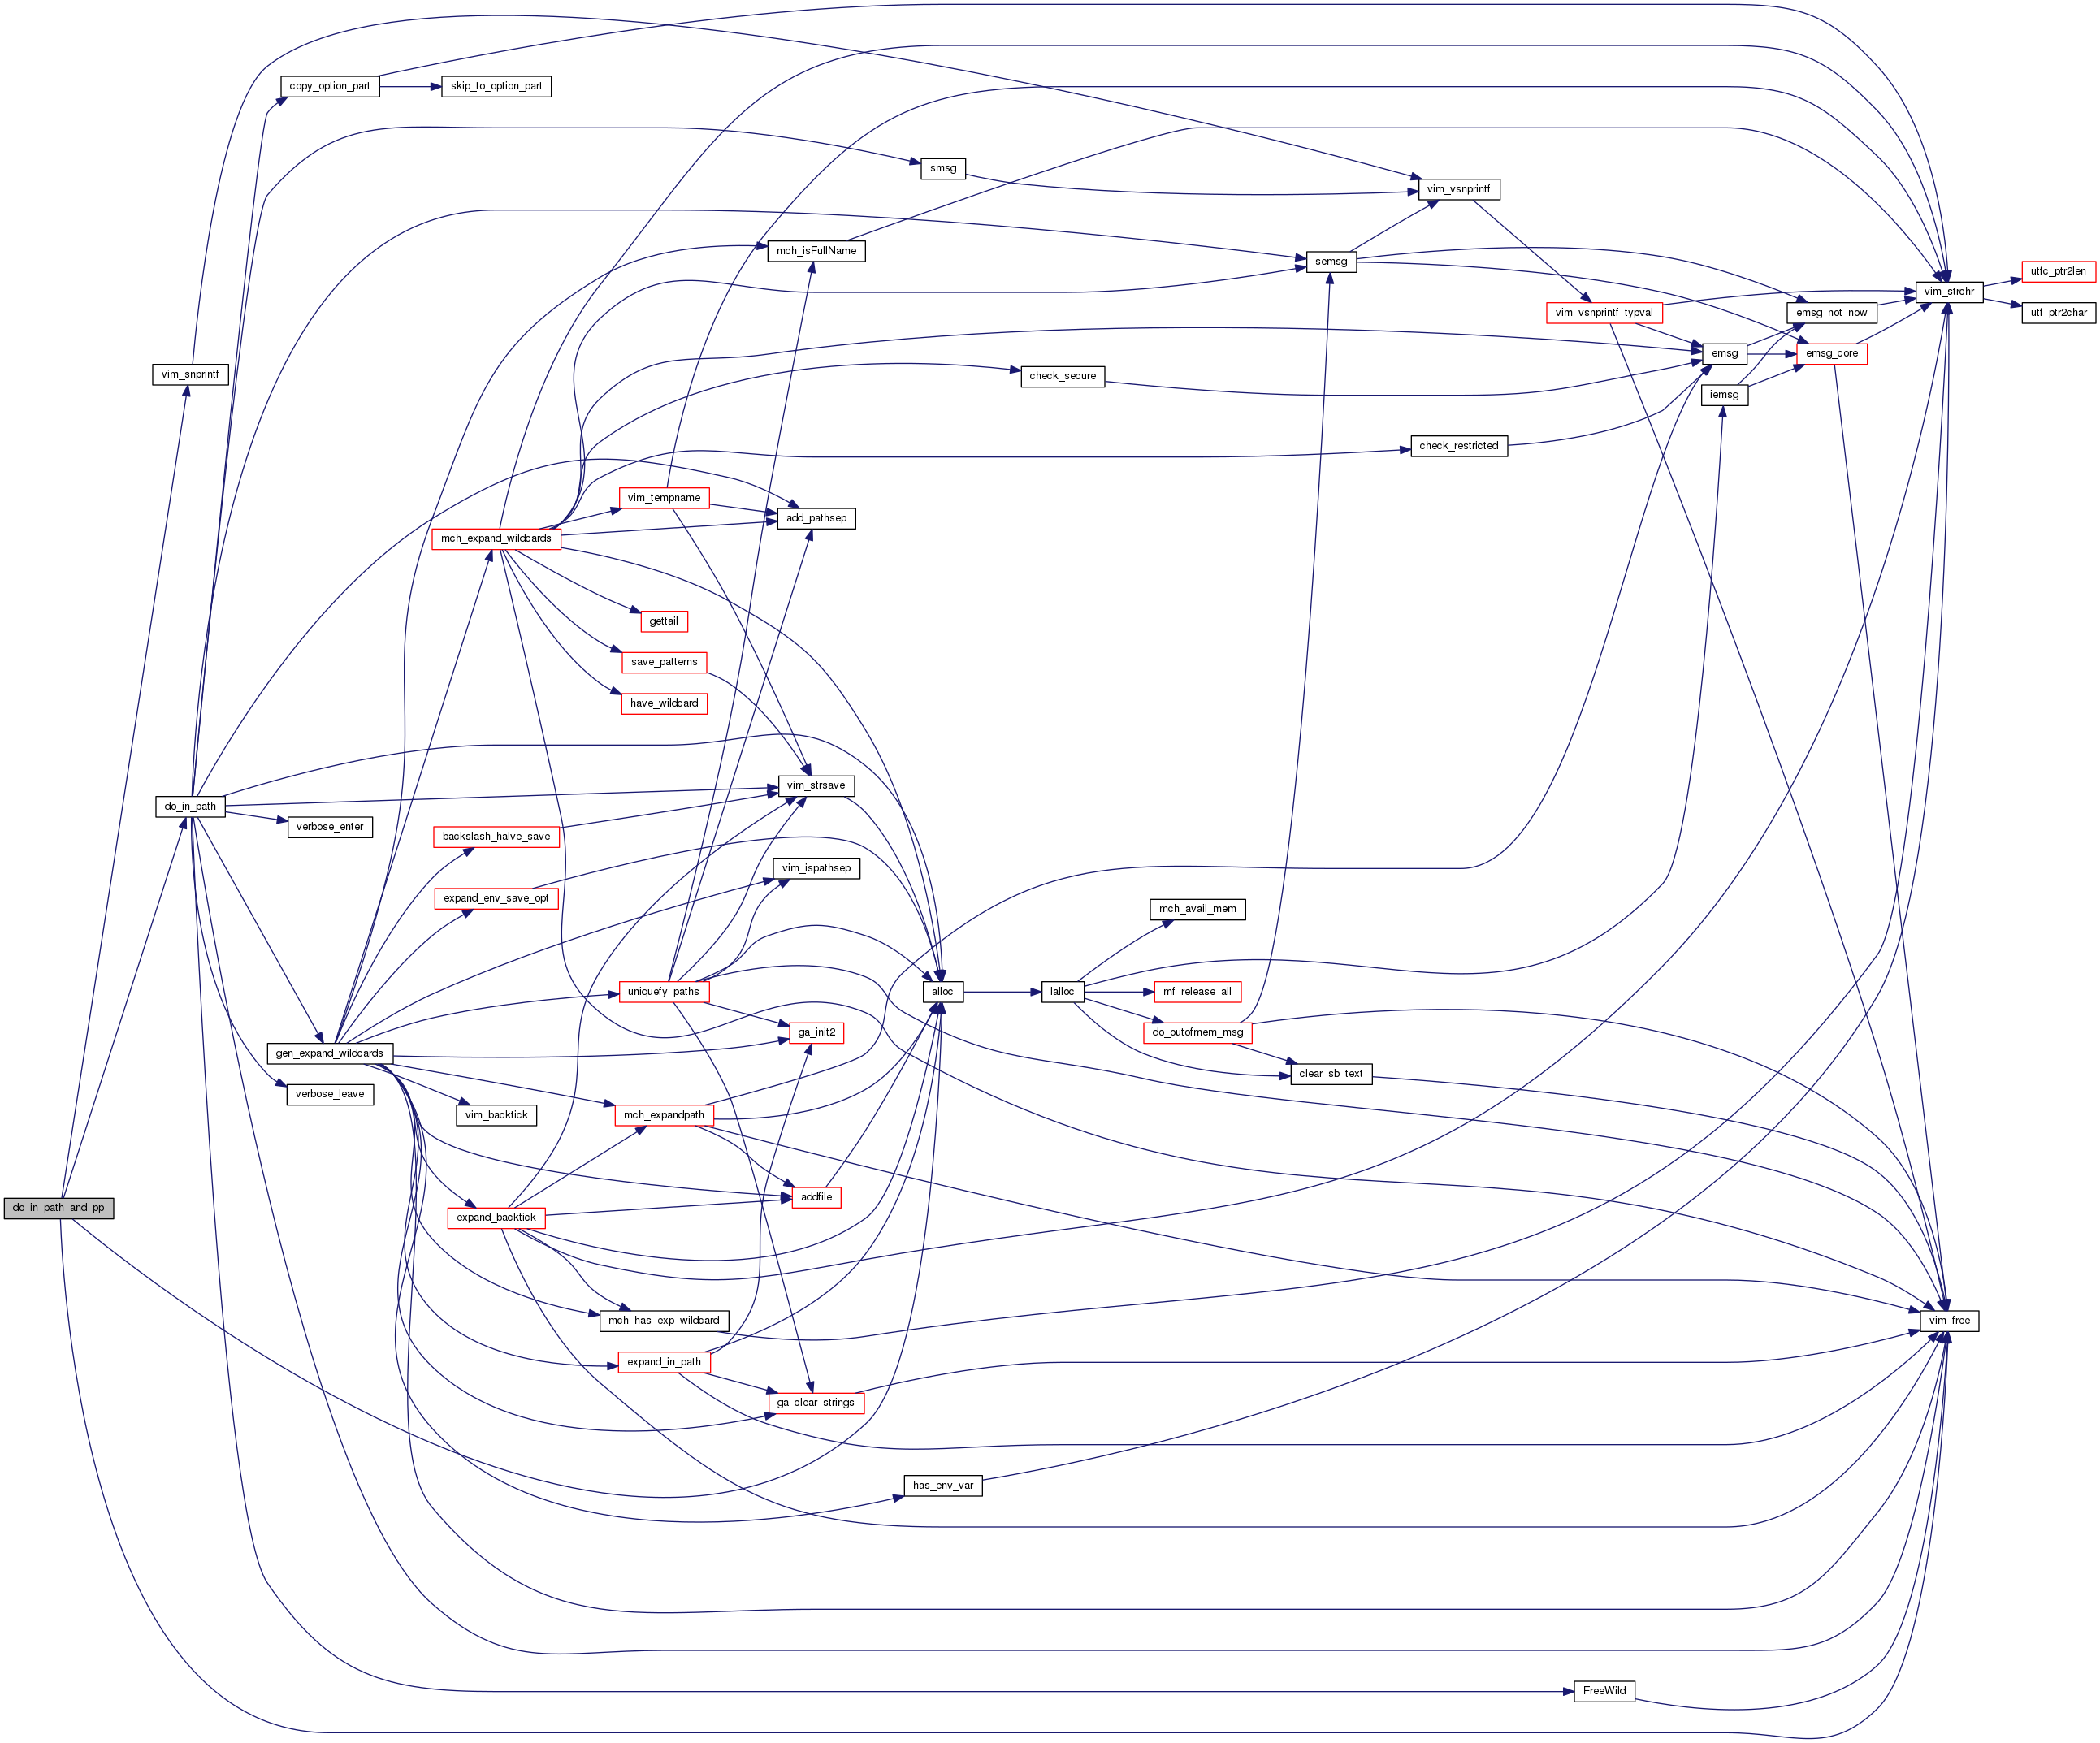 copy_option_part
skip_to_option_part
smsg
vim_vsnprintf
mch_isFullName
semsg
utfc_ptr2len
vim_strchr
vim_vsnprintf_typval
emsg_not_now
utf_ptr2char
emsg
emsg_core
vim_snprintf
check_secure
iemsg
check_restricted
vim_tempname
add_pathsep
mch_expand_wildcards
gettail
save_patterns
have_wildcard
vim_strsave
do_in_path
verbose_enter
backslash_halve_save
vim_ispathsep
expand_env_save_opt
mch_avail_mem
uniquefy_paths
alloc
lalloc
mf_release_all
ga_init2
do_outofmem_msg
gen_expand_wildcards
clear_sb_text
verbose_leave
vim_backtick
mch_expandpath
addfile
do_in_path_and_pp
expand_backtick
mch_has_exp_wildcard
vim_free
expand_in_path
ga_clear_strings
has_env_var
FreeWild